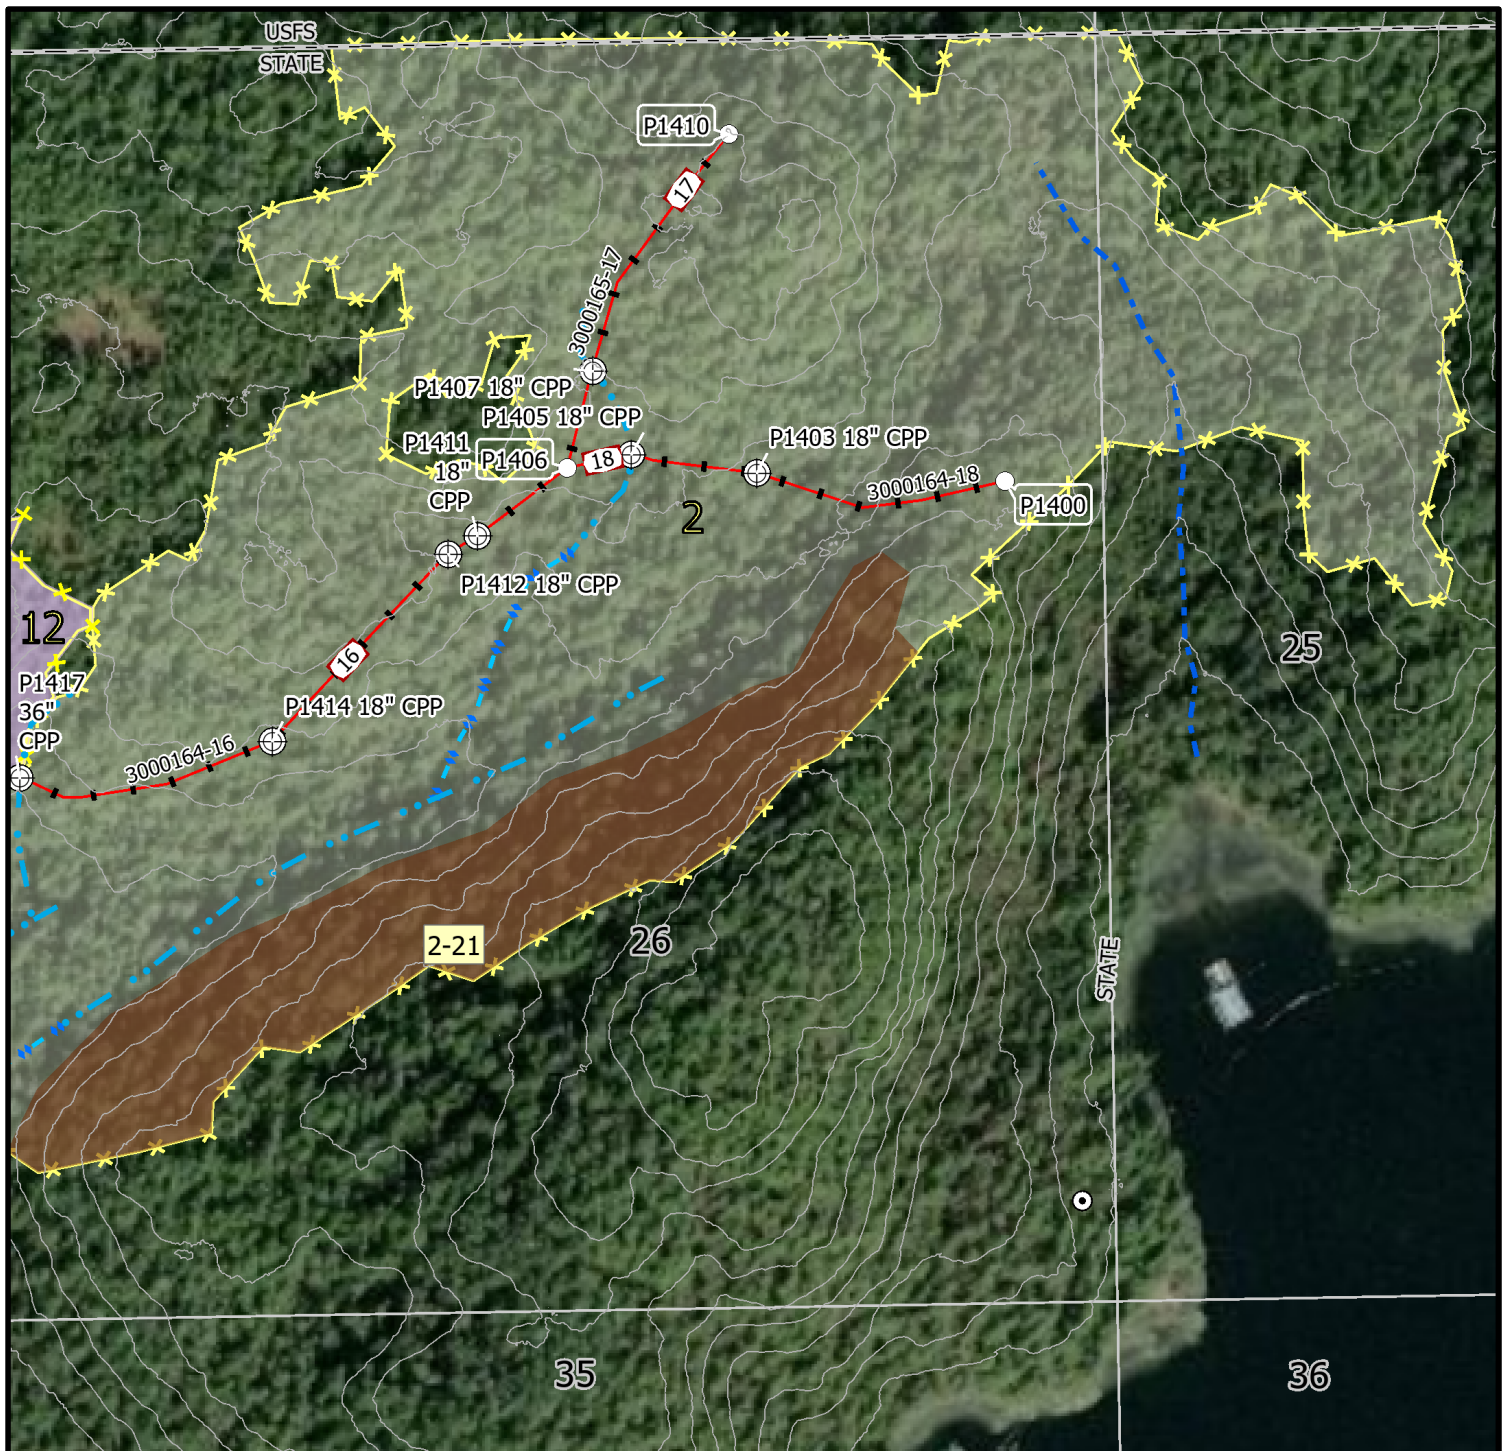 USFS
STATE
P1410
17
3000165-17
P1407 18" CPP
P1405 18" CPP
P1411
18"
CPP
P1406
18
P1403 18" CPP
3000164-18
P1400
2
P1412 18" CPP
12
16
25
P1417
36"
CPP
P1414 18" CPP
3000164-16
2-21
26
STATE
35
36